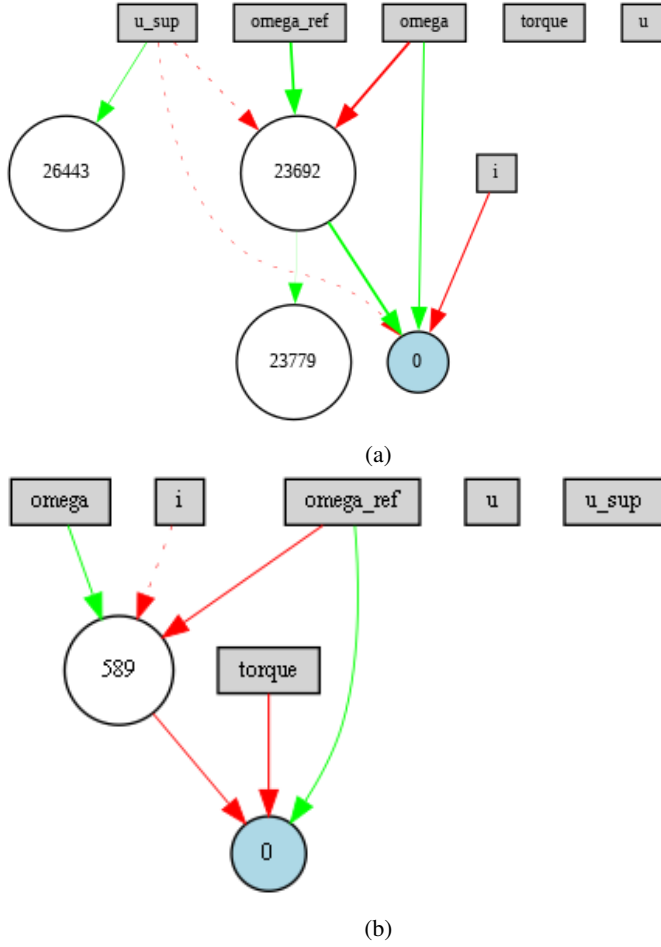 u_sup omega_ref omega torque u
26443 23692 i
23779 0
(a)
omega i omega_ref u u_sup
589 torque
0
(b)